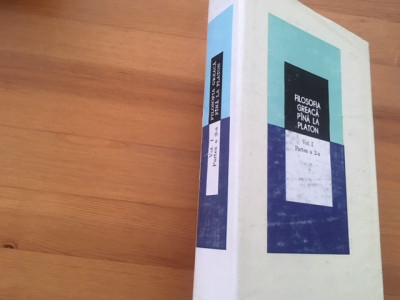 FILOSOFIA GREACĂ
PÎNĂ LA PLATON
Vol I
Partea a 2-a
FILOSOFIA
GREACĂ
PÎNĂ LA
PLATON
Vol I
Partea a 2-a